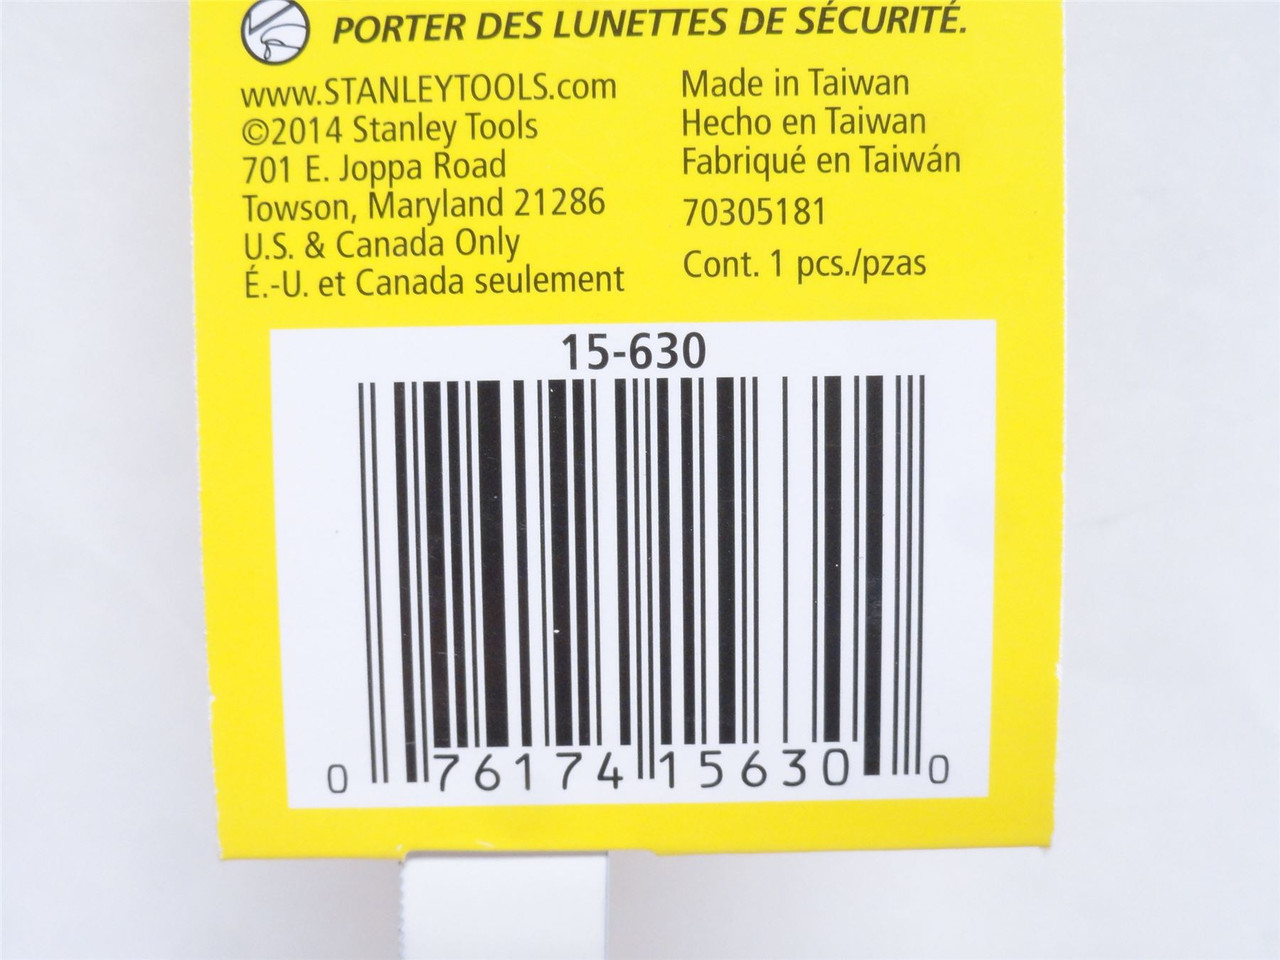 PORTER DES LUNETTES DE SÉCURITÉ.
www.STANLEYTOOLS.com
©2014 Stanley Tools
701 E. Joppa Road
Towson, Maryland 21286
U.S. & Canada Only
É.-U. et Canada seulement
Made in Taiwan
Hecho en Taiwan
Fabriqué en Taiwán
70305181
Cont. 1 pcs./pzas
15-630
0 76174 15630 0